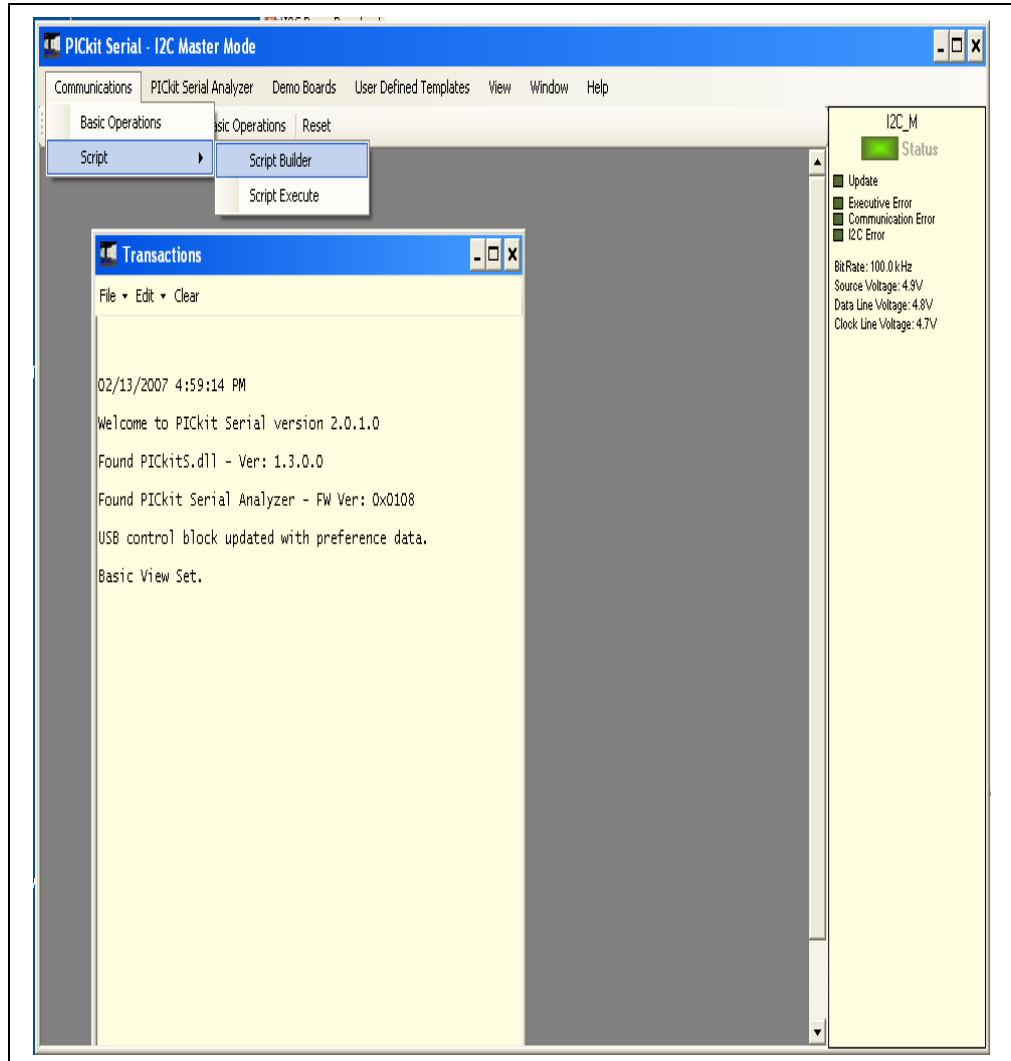 PICkit Serial - I2C Master Mode
Communications PICkit Serial Analyzer Demo Boards User Defined Templates View Window Help
Basic Operations
asic Operations Reset
Script
Script Builder
Script Execute
Transactions
File Edit Clear
02/13/2007 4:59:14 PM
Welcome to PICkit Serial version 2.0.1.0
Found PICkitS.dll - Ver: 1.3.0.0
Found PICkit Serial Analyzer - FW Ver: 0x0108
USB control block updated with preference data.
Basic View Set.
I2C_M
Status
Update
Executive Error
Communication Error
I2C Error
BitRate: 100.0 kHz
Source Voltage: 4.9V
Data Line Voltage: 4.8V
Clock Line Voltage: 4.7V